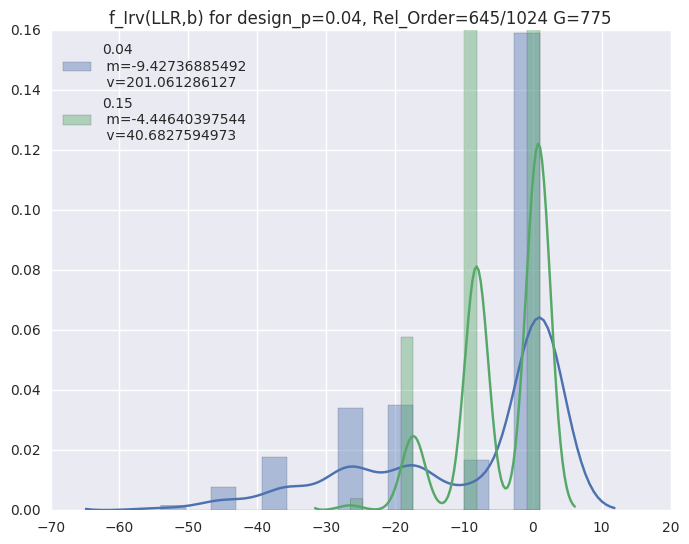 f_Irv(LLR,b) for design_p=0.04, Rel_Order=645/1024 G=775
0.04
m=-9.42736885492
v=201.061286127
0.15
m=-4.44640397544
v=40.6827594973
0.16
0.14
0.12
0.10
0.08
0.06
0.04
0.02
0.00
−70 −60 −50 −40 −30 −20 −10 0 10 20